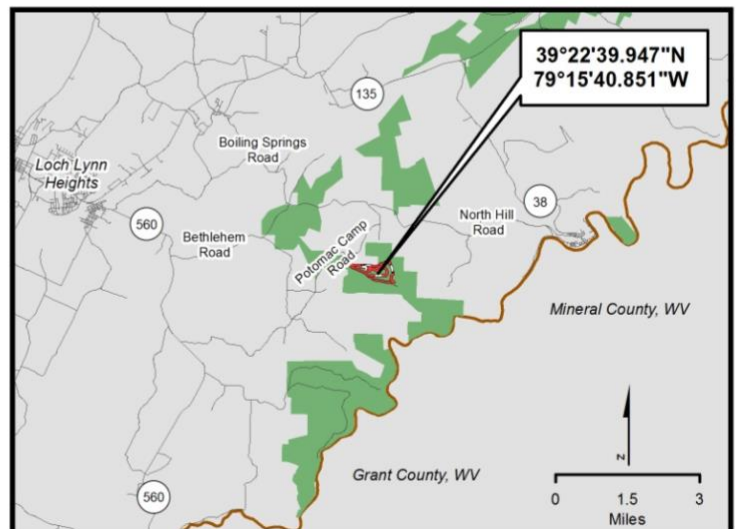 39°22'39.947"N
79°15'40.851"W
135
Boiling Springs
Road
Loch Lynn
Heights
560
Bethlehem
Road
Potomac Camp
Road
North Hill
Road
38
Mineral County, WV
Grant County, WV
560
N
0 1.5 3
Miles